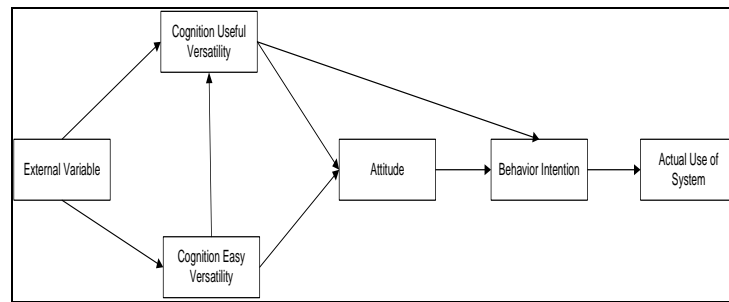 Cognition Useful
Versatility
External Variable
Attitude
Behavior Intention
Actual Use of
System
Cognition Easy
Versatility